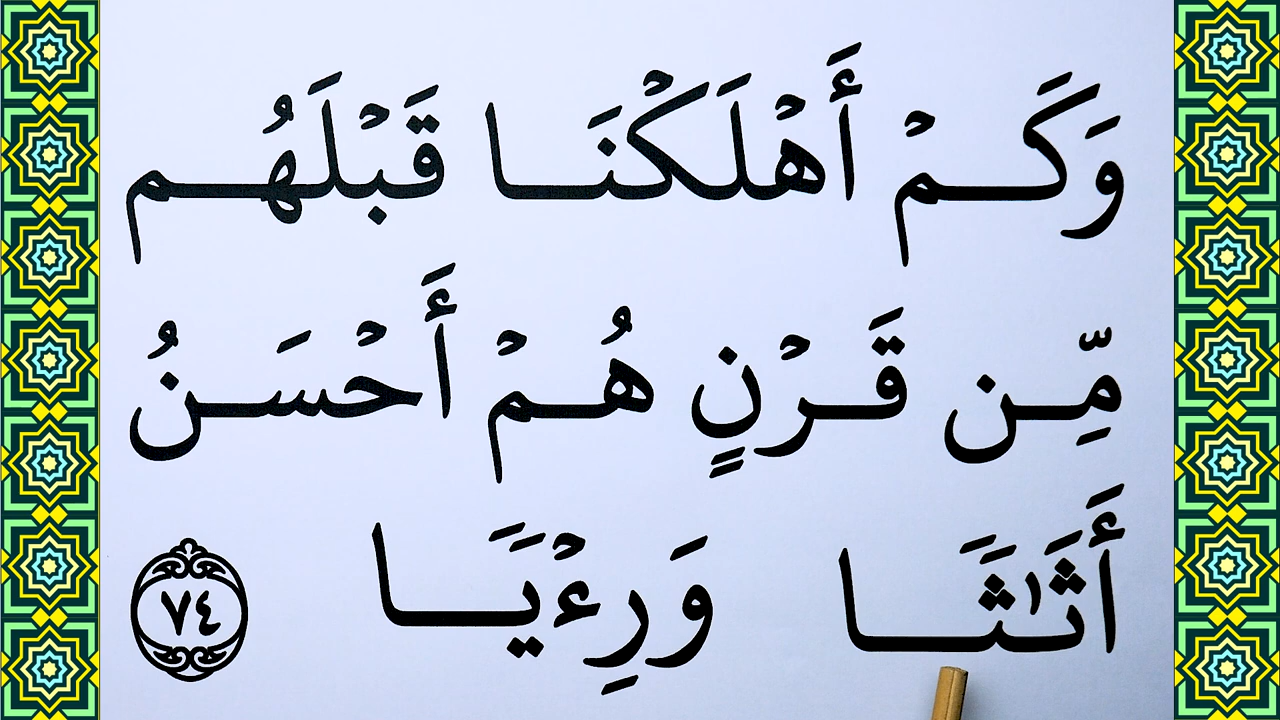 وَكَمْ أَهْلَكْنَا قَبْلَهُم
مِّن قَرْنٍ هُمْ أَحْسَنُ
أَثَٰثًا وَرِءْيًا ٧٤